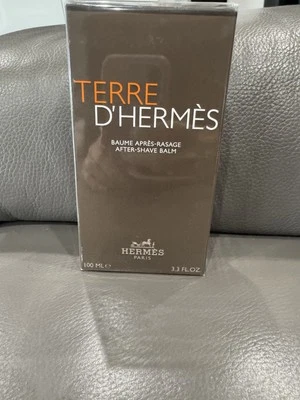 TERRE
D'HERMÈS
BAUME APRÈS-RASAGE
AFTER-SHAVE BALM
HERMÈS
PARIS
100 ML℮ 3.3 FL.OZ.